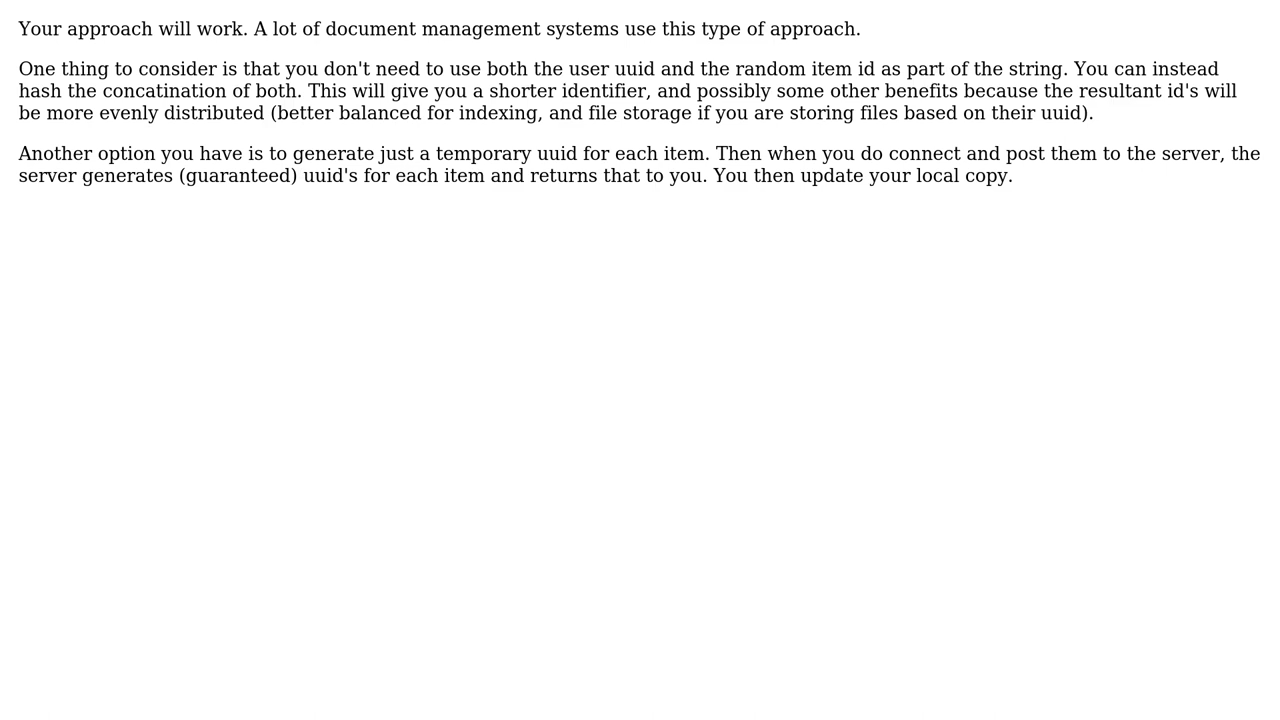 Your approach will work. A lot of document management systems use this type of approach.
One thing to consider is that you don't need to use both the user uuid and the random item id as part of the string. You can instead
hash the concatination of both. This will give you a shorter identifier, and possibly some other benefits because the resultant id's will
be more evenly distributed (better balanced for indexing, and file storage if you are storing files based on their uuid).
Another option you have is to generate just a temporary uuid for each item. Then when you do connect and post them to the server, the
server generates (guaranteed) uuid's for each item and returns that to you. You then update your local copy.